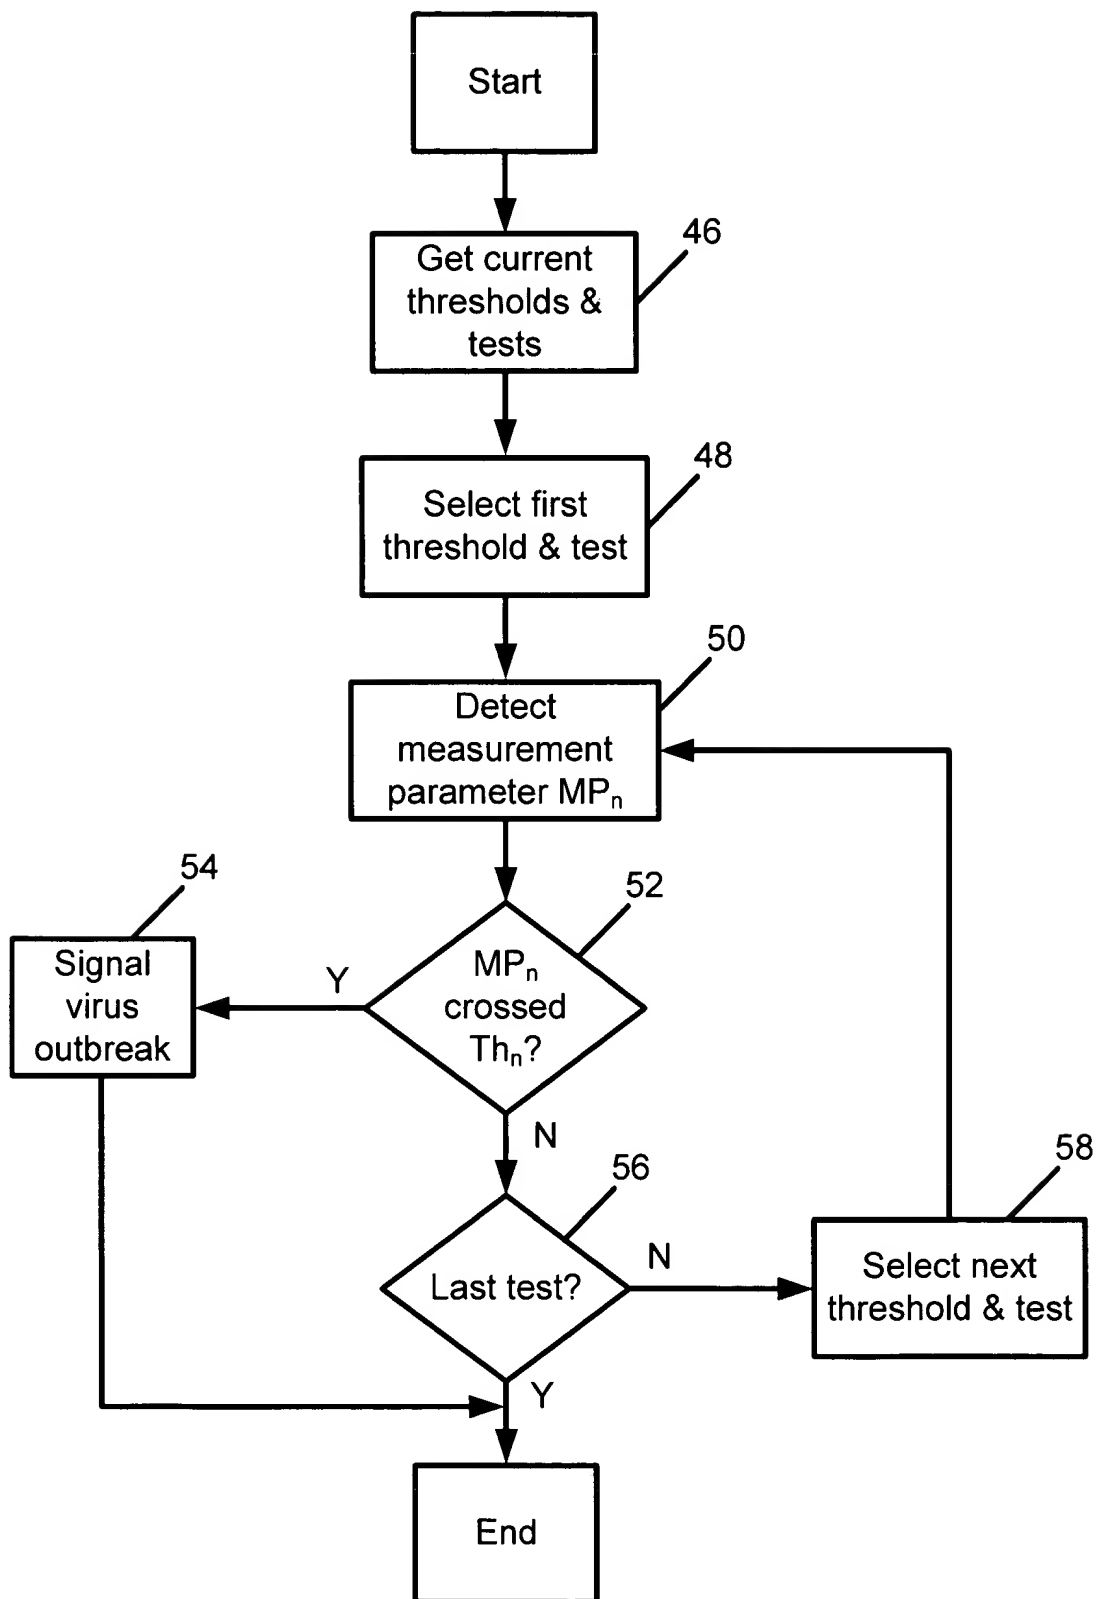 Start
46
Get current
thresholds &
tests
48
Select first
threshold & test
50
Detect
measurement
parameter MPn
54
52
Signal
virus
outbreak
Y
MPn
crossed
Thn?
N
56
58
Last test?
N
Select next
threshold & test
Y
End